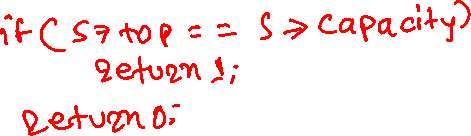 if (S→top == S→capacity)
return 1;
return 0;